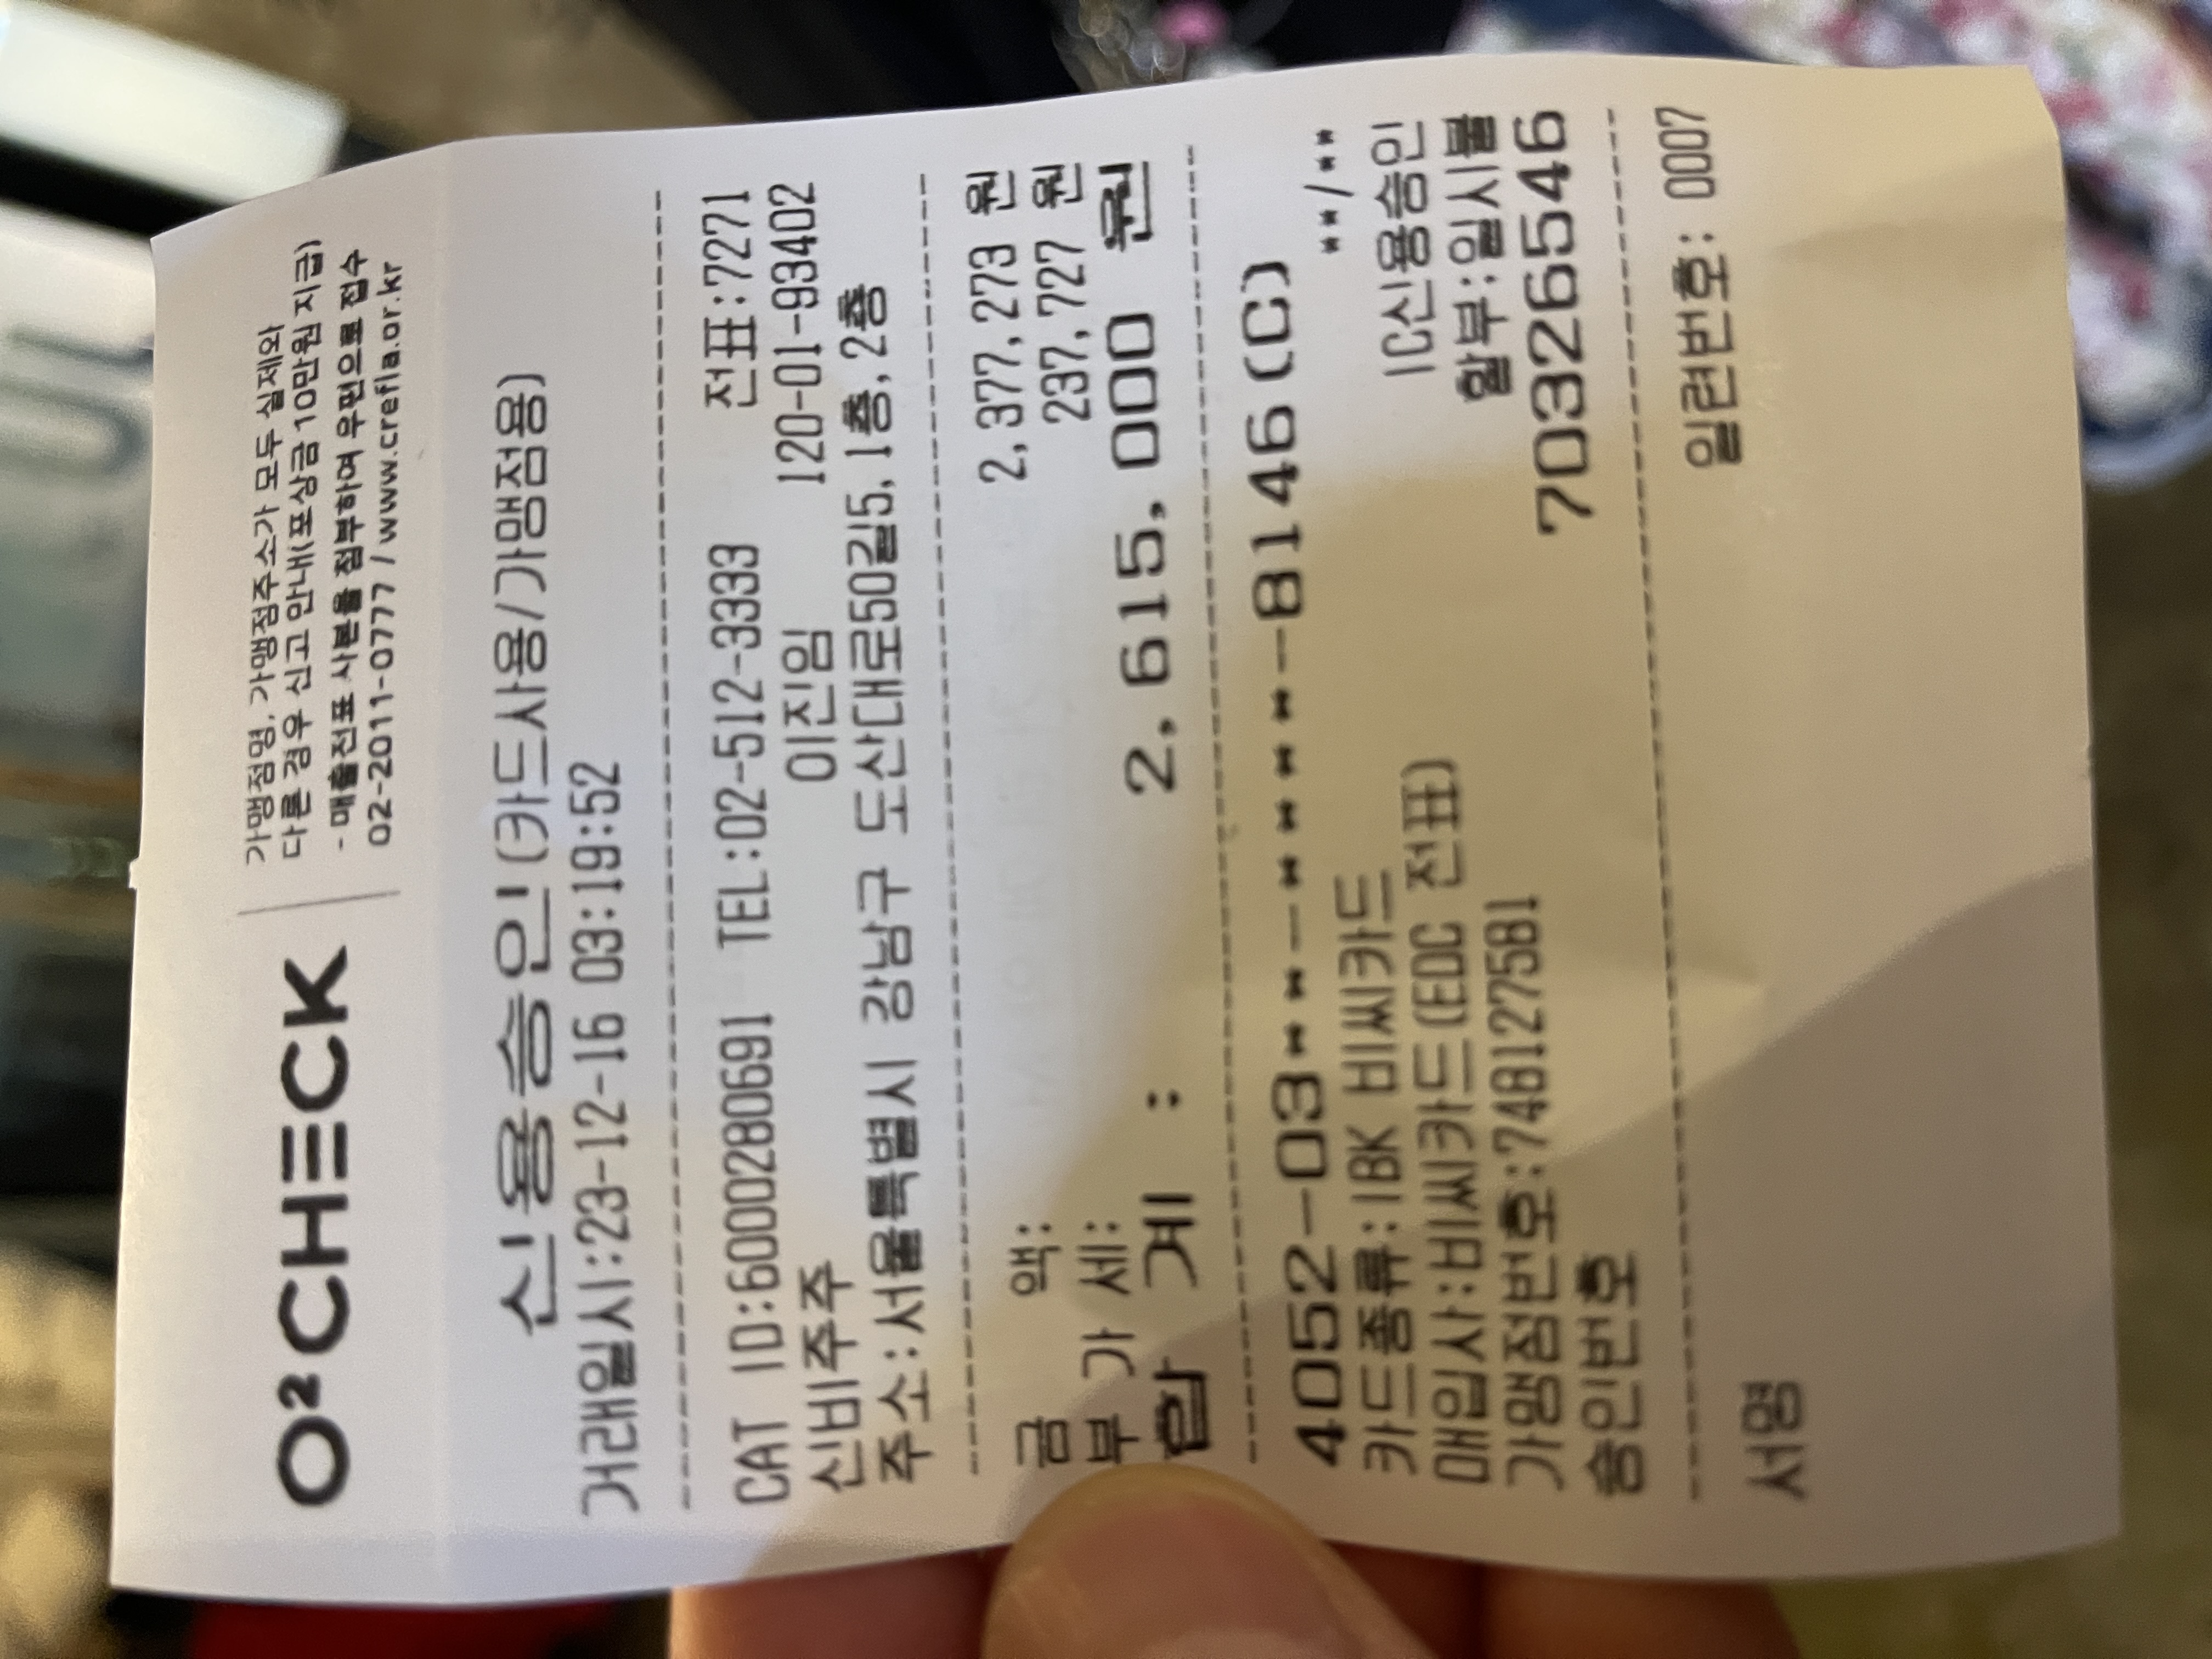 O²CHECK
가맹점명, 가맹점주소가 모두 실제와
다른 경우 신고 안내(포상금 10만원 지급)
- 매출전표 사본을 첨부하여 우편으로 접수
02-2011-0777 / www.crefia.or.kr
신용승인(카드사용/가맹점용)
거래일시:23-12-16 03:19:52
CAT ID:6000280691 TEL:02-512-3333 전표:7271
신비주주 이진임 120-01-93402
주소:서울특별시 강남구 도산대로50길5,1층,2층
금 액: 2,377,273 원
부 가 세: 237,727 원
합 계 : 2,615,000 원
4052-03**-****-8146(C)
**/**
카드종류:IBK 비씨카드 IC신용승인
매입사:비씨카드(EDC 전표) 할부:일시불
가맹점번호:748127581
승인번호 70326546
일련번호: 0007
서명